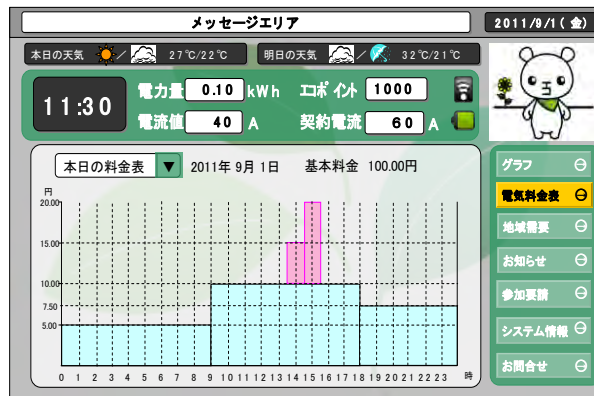 メッセージエリア
2011/9/1(金)
本日の天気 / 27℃/22℃
明日の天気 / 32℃/21℃
11:30
電力量 0.10 kWh エコポイント 1000
電流値 40 A 契約電流 60 A
本日の料金表 ▼ 2011年 9月 1日 基本料金 100.00円
円
20.00
15.00
10.00
7.50
5.00
0 1 2 3 4 5 6 7 8 9 10 11 12 13 14 15 16 17 18 19 20 21 22 23 時
グラフ
電気料金表
地域需要
お知らせ
参加要請
システム情報
お問合せ